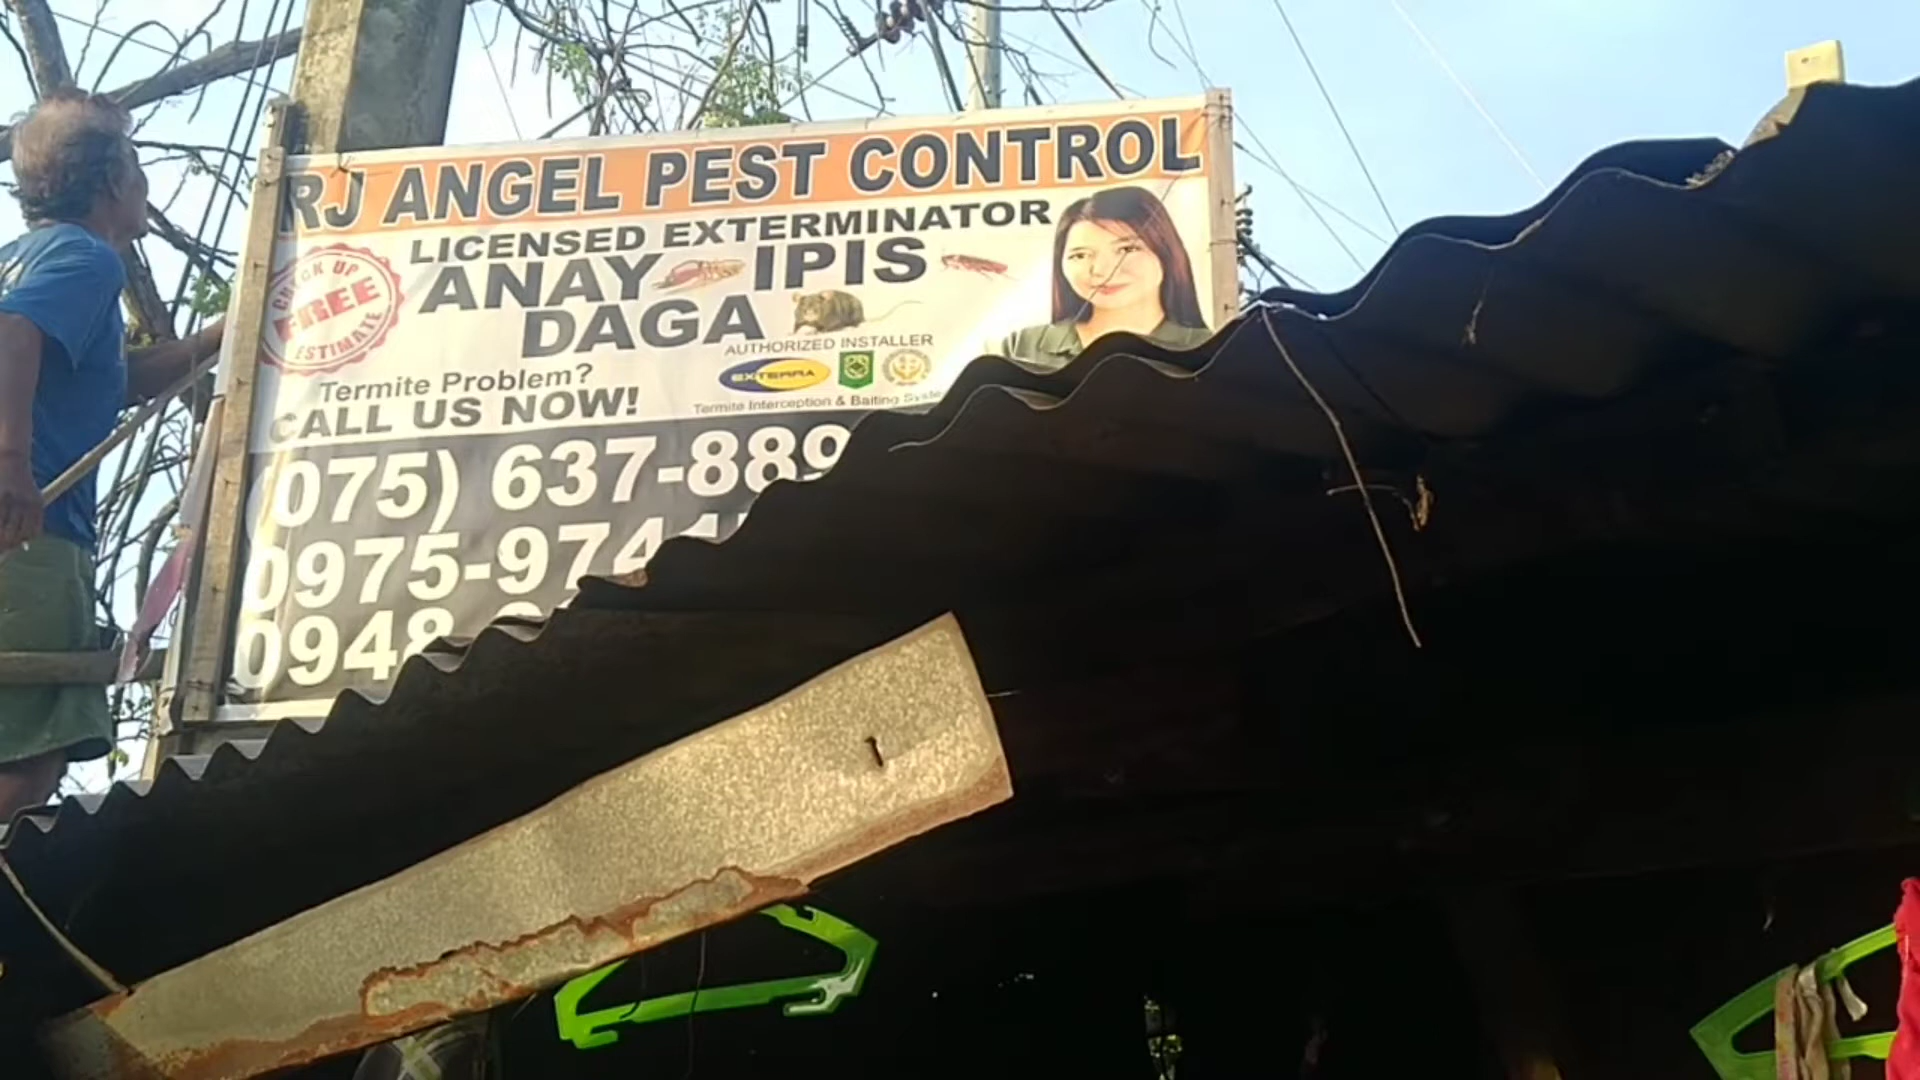 RJ ANGEL PEST CONTROL
LICENSED EXTERMINATOR
ANAY IPIS
DAGA
CHECK UP
FREE
ESTIMATE
AUTHORIZED INSTALLER
EXTERRA
Termite Interception & Baiting
Termite Problem?
CALL US NOW!
(075) 637-889
0975-974
0948